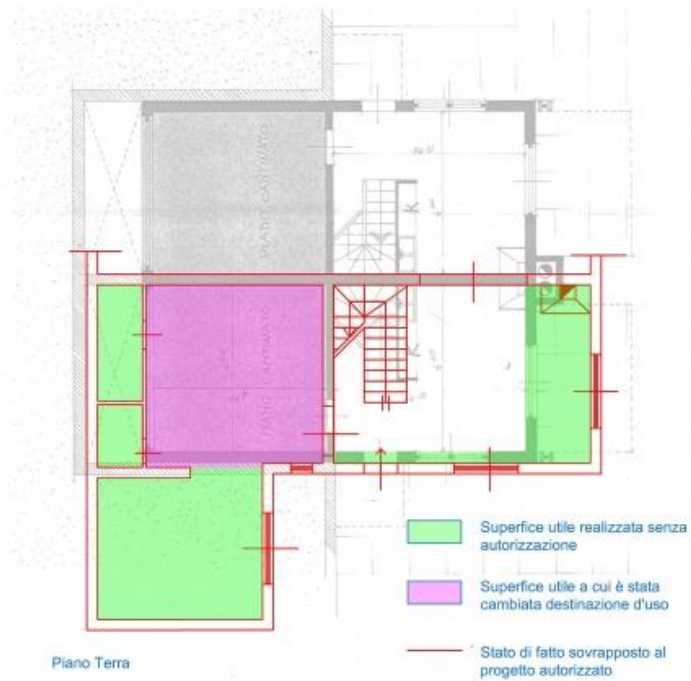 PIANO CANTINATO
PIANO CANTINATO
Superfice utile realizzata senza
autorizzazione
Superfice utile a cui è stata
cambiata destinazione d'uso
Stato di fatto sovrapposto al
progetto autorizzato
Piano Terra